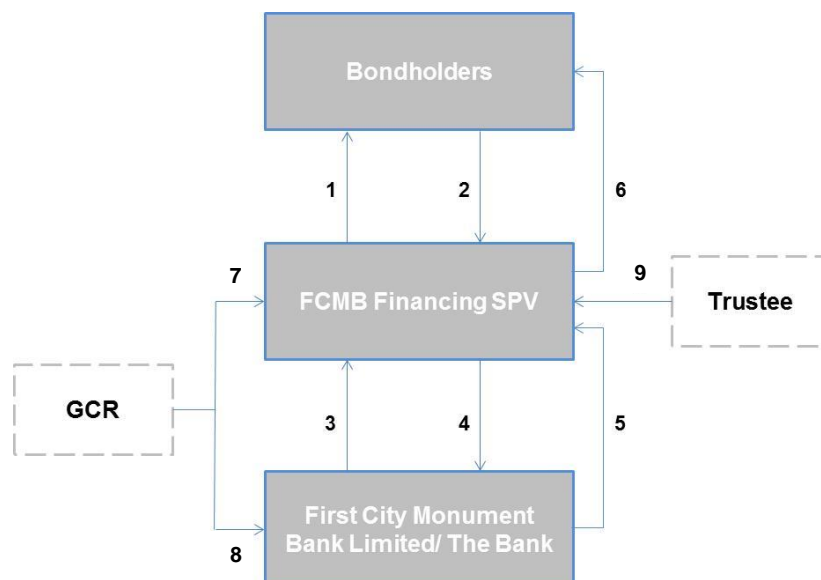 Bondholders
1
2
6
7
FCMB Financing SPV
9
Trustee
GCR
3
4
5
First City Monument
Bank Limited/ The Bank
8